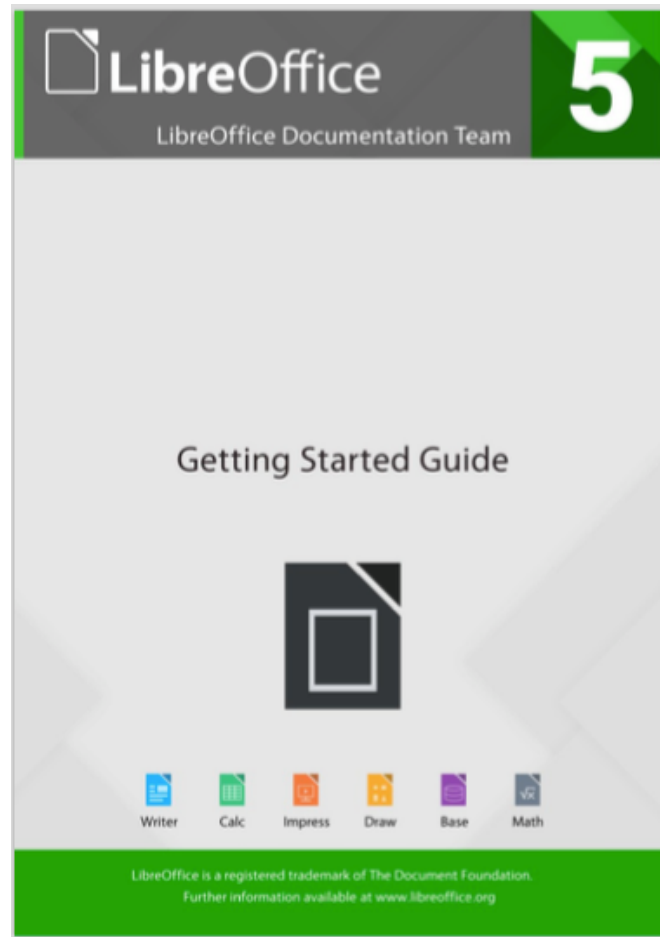 LibreOffice
5
LibreOffice Documentation Team
Getting Started Guide
Writer Calc Impress Draw Base Math
LibreOffice is a registered trademark of The Document Foundation.
Further information available at www.libreoffice.org